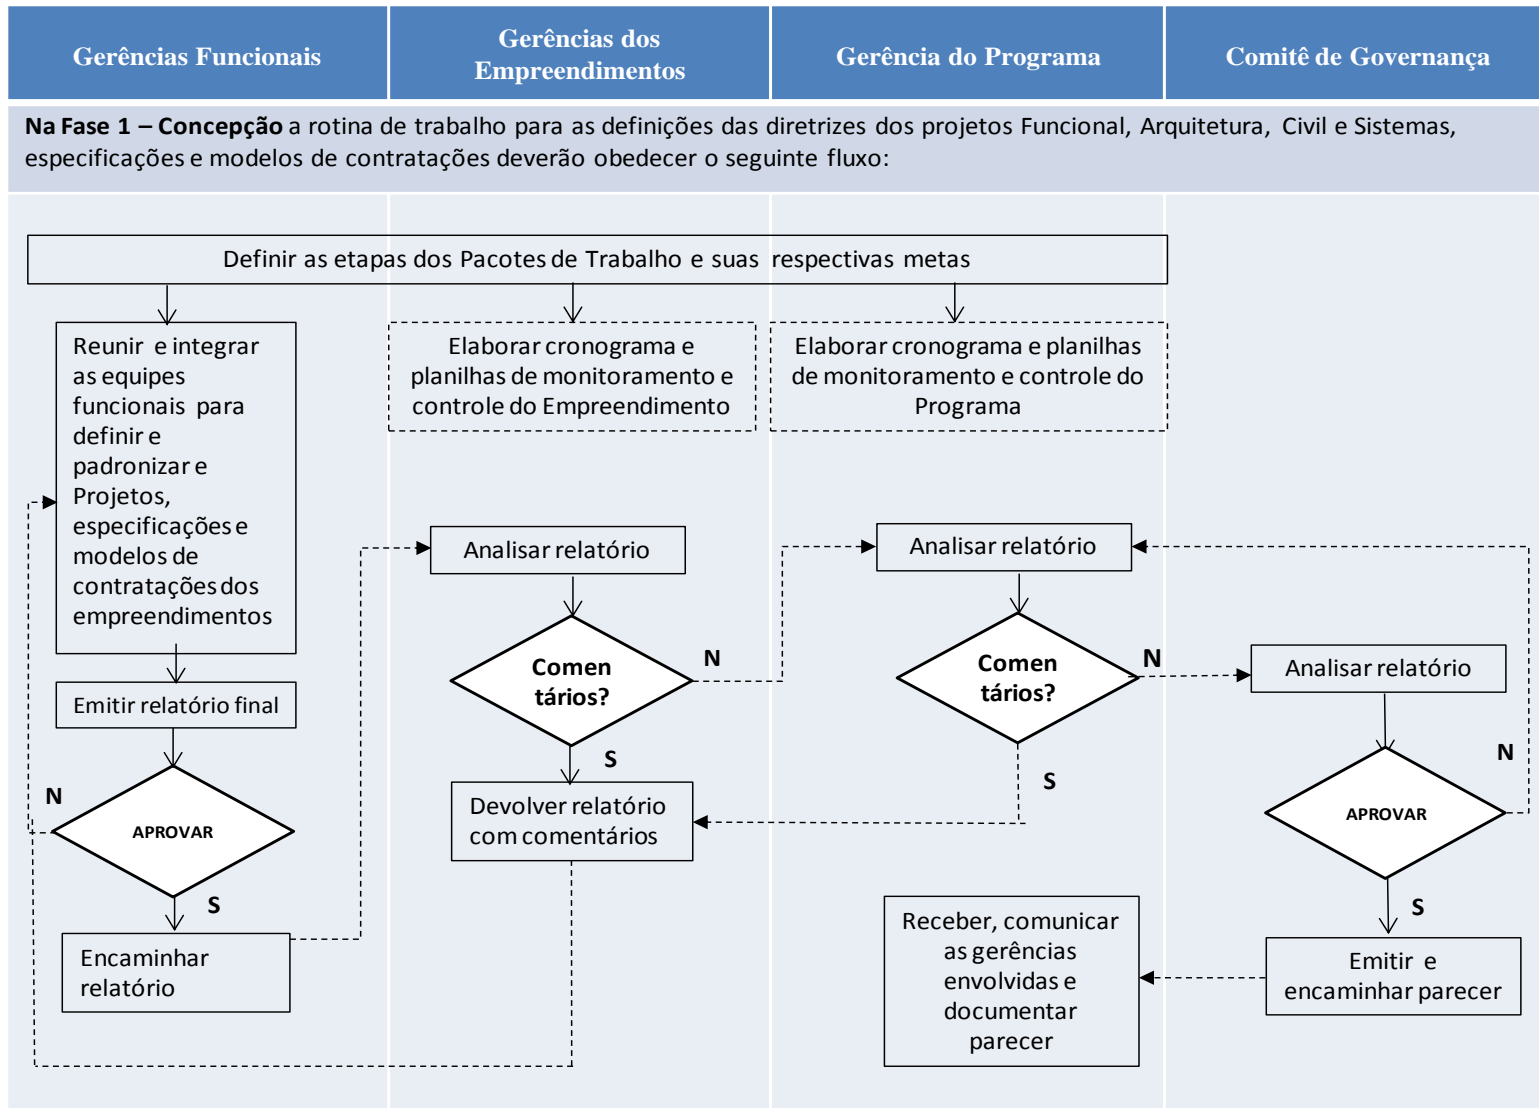 Gerências Funcionais
Gerências dos
Empreendimentos
Gerência do Programa
Comitê de Governança
Na Fase 1 – Concepção a rotina de trabalho para as definições das diretrizes dos projetos Funcional, Arquitetura, Civil e Sistemas,
especificações e modelos de contratações deverão obedecer o seguinte fluxo:
Definir as etapas dos Pacotes de Trabalho e suas respectivas metas
Reunir e integrar
as equipes
funcionais para
definir e
padronizar e
Projetos,
especificações e
modelos de
contratações dos
empreendimentos
Elaborar cronograma e
planilhas de monitoramento e
controle do Empreendimento
Elaborar cronograma e planilhas
de monitoramento e controle do
Programa
Analisar relatório
Analisar relatório
Comen
tários?
N
Comen
tários?
N
Analisar relatório
Emitir relatório final
S
S
N
N
APROVAR
Devolver relatório
com comentários
APROVAR
S
S
Encaminhar
relatório
Receber, comunicar
as gerências
envolvidas e
documentar
parecer
Emitir e
encaminhar parecer